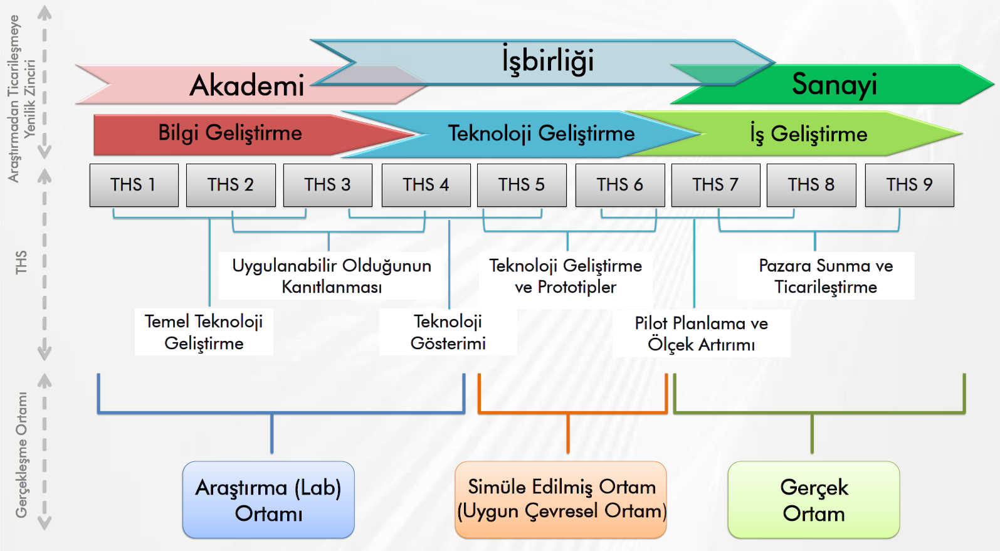 Araştırmadan Ticarileşmeye
Yenilik Zinciri
İşbirliği
Akademi
Sanayi
Bilgi Geliştirme
Teknoloji Geliştirme
İş Geliştirme
THS
THS 1
THS 2
THS 3
THS 4
THS 5
THS 6
THS 7
THS 8
THS 9
Uygulanabilir Olduğunun
Kanıtlanması
Teknoloji Geliştirme
ve Prototipler
Pazara Sunma ve
Ticarileştirme
Temel Teknoloji
Geliştirme
Teknoloji
Gösterimi
Pilot Planlama ve
Ölçek Artırımı
Gerçekleşme Ortamı
Araştırma (Lab)
Ortamı
Simüle Edilmiş Ortam
(Uygun Çevresel Ortam)
Gerçek
Ortam